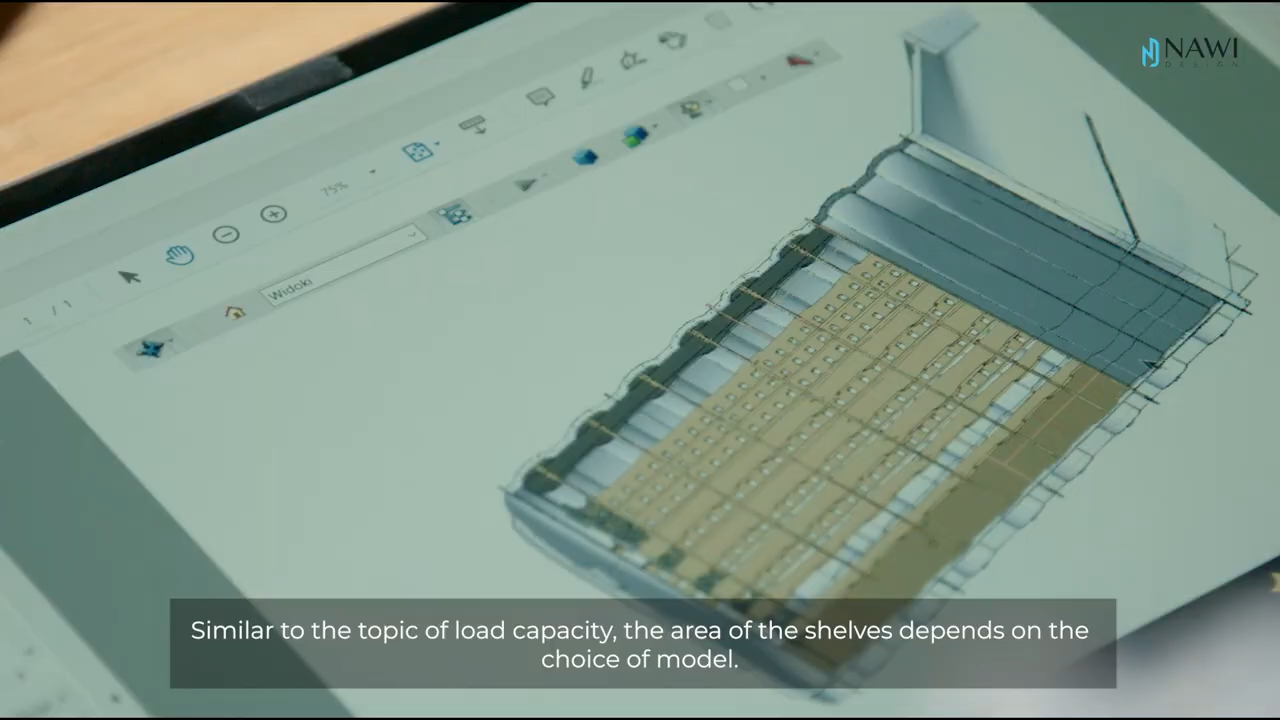 NAWI
DESIGN
75%
1 / 1
Widoki
Similar to the topic of load capacity, the area of the shelves depends on the
choice of model.